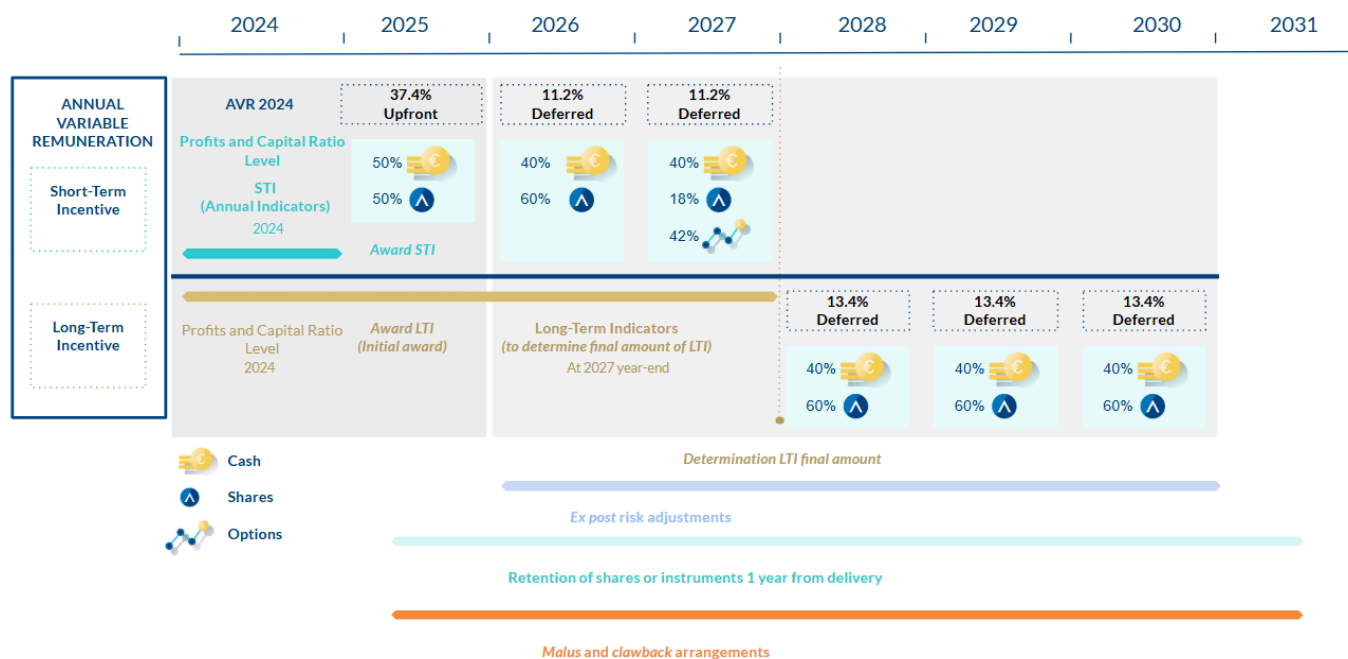 2024 2025 2026 2027 2028 2029 2030 2031
ANNUAL
VARIABLE
REMUNERATION
Short-Term
Incentive
Long-Term
Incentive
AVR 2024
Profits and Capital Ratio
Level
STI
(Annual Indicators)
2024
37.4%
Upfront
50%
50%
Award STI
11.2%
Deferred
40%
60%
11.2%
Deferred
40%
18%
42%
Profits and Capital Ratio
Level
2024
Award LTI
(Initial award)
Long-Term Indicators
(to determine final amount of LTI)
At 2027 year-end
13.4%
Deferred
40%
60%
13.4%
Deferred
40%
60%
13.4%
Deferred
40%
60%
Cash
Shares
Options
Determination LTI final amount
Ex post risk adjustments
Retention of shares or instruments 1 year from delivery
Malus and clawback arrangements